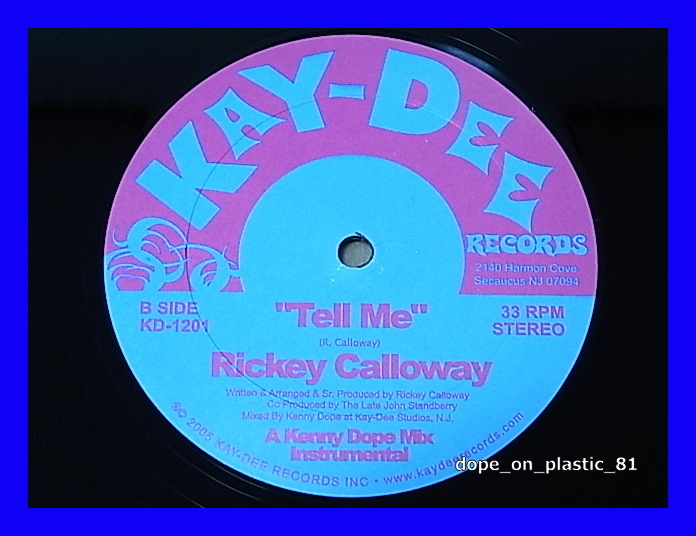 KAY-DEE
RECORDS
2140 Harmon Cove
Secaucus NJ 07094
B SIDE
KD-1201
33 RPM
STEREO
"Tell Me"
(R. Calloway)
Rickey Calloway
Written & Arranged & Sr. Produced by Rickey Calloway
Co Produced by The Late John Standberry
Mixed By Kenny Dope at Kay-Dee Studios, N.J.
A Kenny Dope Mix
Instrumental
℗© 2006 KAY-DEE RECORDS INC • www.kaydeerecords.com
dope_on_plastic_81